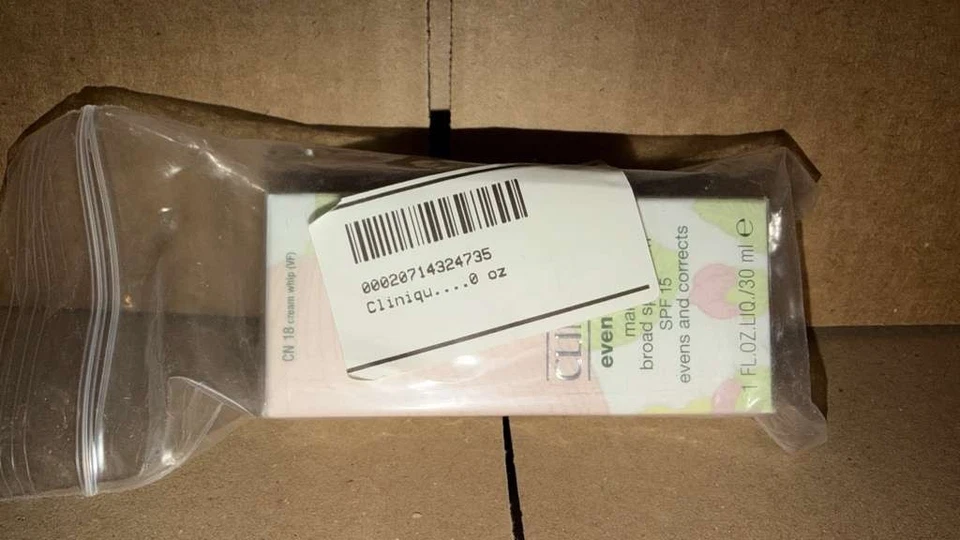 00020714324735
Cliniqu....0 oz
CN 18 cream whip (VF)
CLI
even
broad sp
SPF 15
evens and corrects
1 FL.OZ.LIQ./30 ml e